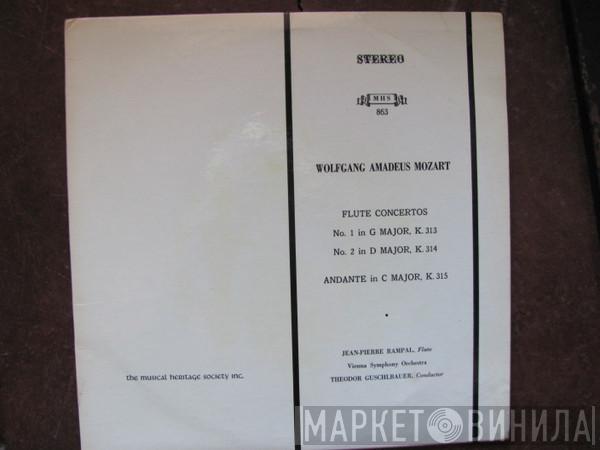 STEREO
MHS
863
WOLFGANG AMADEUS MOZART
FLUTE CONCERTOS
No. 1 in G MAJOR, K. 313
No. 2 in D MAJOR, K. 314
ANDANTE in C MAJOR, K. 315
JEAN-PIERRE RAMPAL, Flute
Vienna Symphony Orchestra
THEODOR GUSCHLBAUER, Conductor
the musical heritage society inc.
МАРКЕТ ВИНИЛА